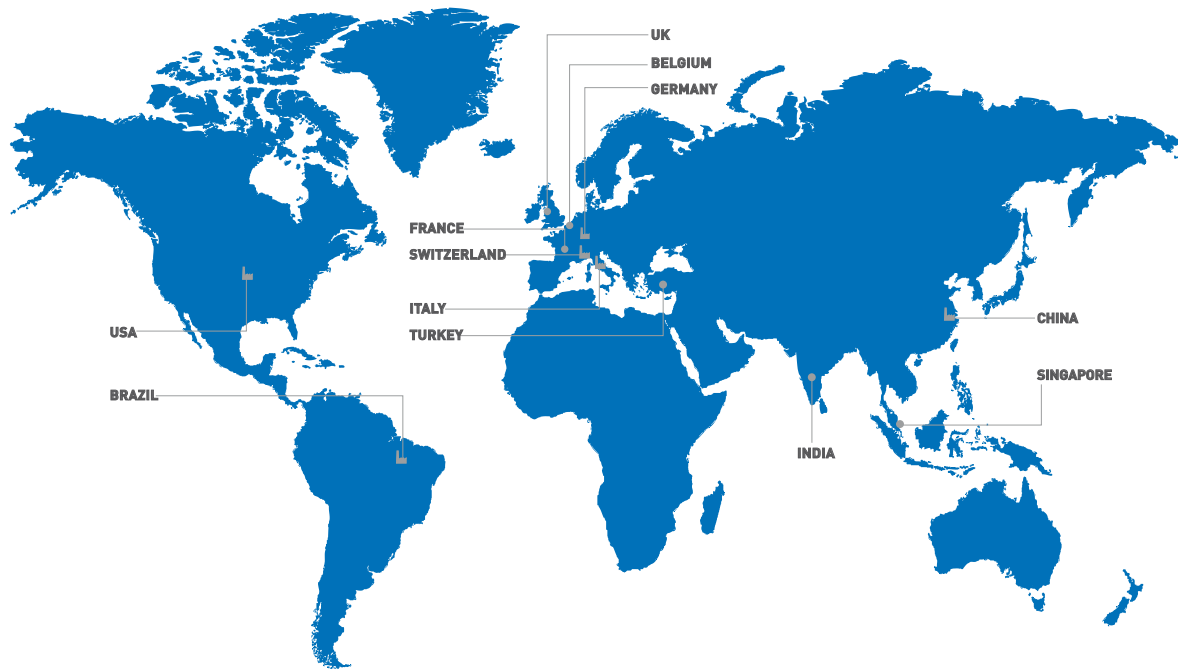 UK
BELGIUM
GERMANY
FRANCE
SWITZERLAND
ITALY
TURKEY
USA
BRAZIL
CHINA
SINGAPORE
INDIA